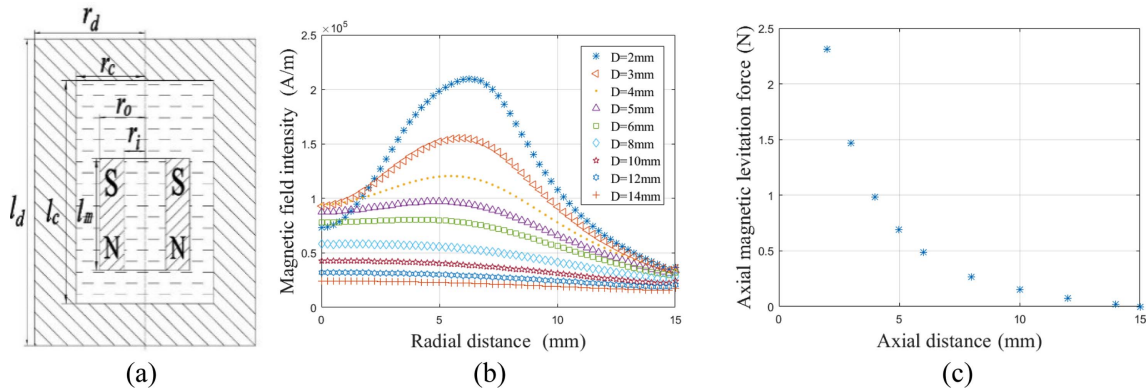 r_d
r_c
r_o
r_i
S S
l_d l_c l_m
N N
(a)
×10^5
Magnetic field intensity (A/m)
2.5
2
1.5
1
0.5
0
0 5 10 15
Radial distance (mm)
D=2mm
D=3mm
D=4mm
D=5mm
D=6mm
D=8mm
D=10mm
D=12mm
D=14mm
(b)
Axial magnetic levitation force (N)
2.5
2
1.5
1
0.5
0
0 5 10 15
Axial distance (mm)
(c)